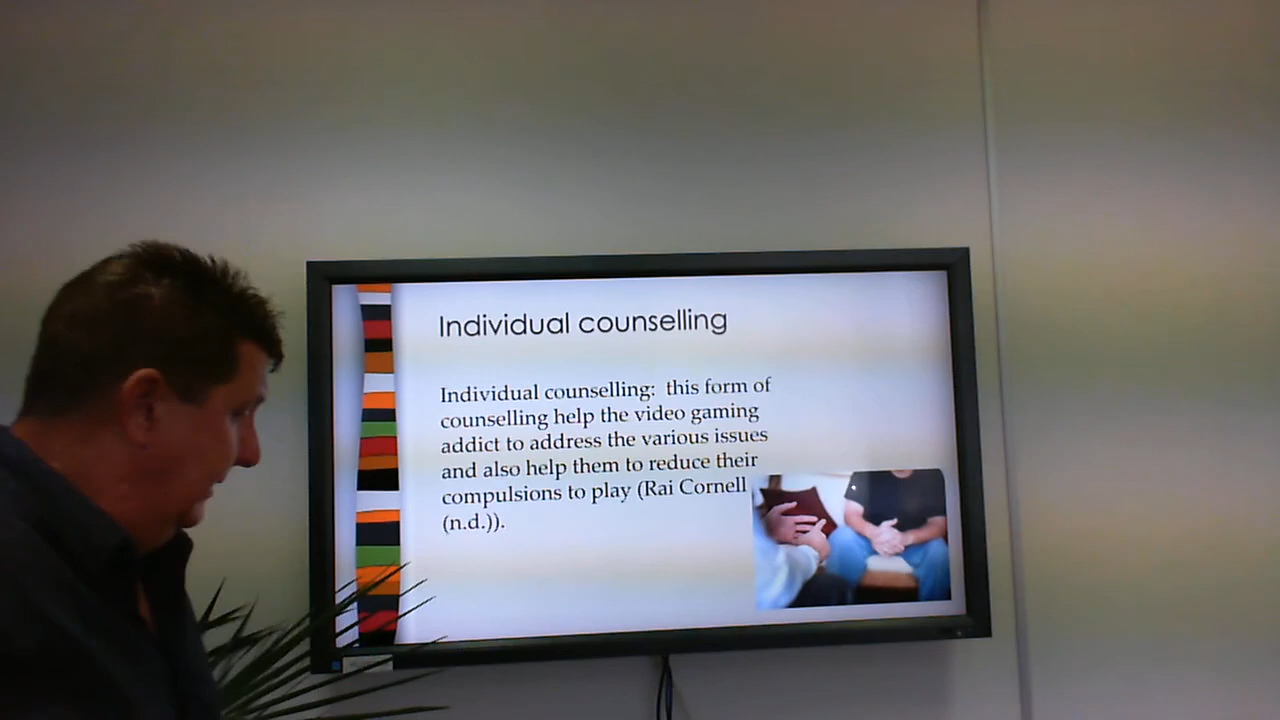 Individual counselling
Individual counselling: this form of
counselling help the video gaming
addict to address the various issues
and also help them to reduce their
compulsions to play (Rai Cornell
(n.d.)).